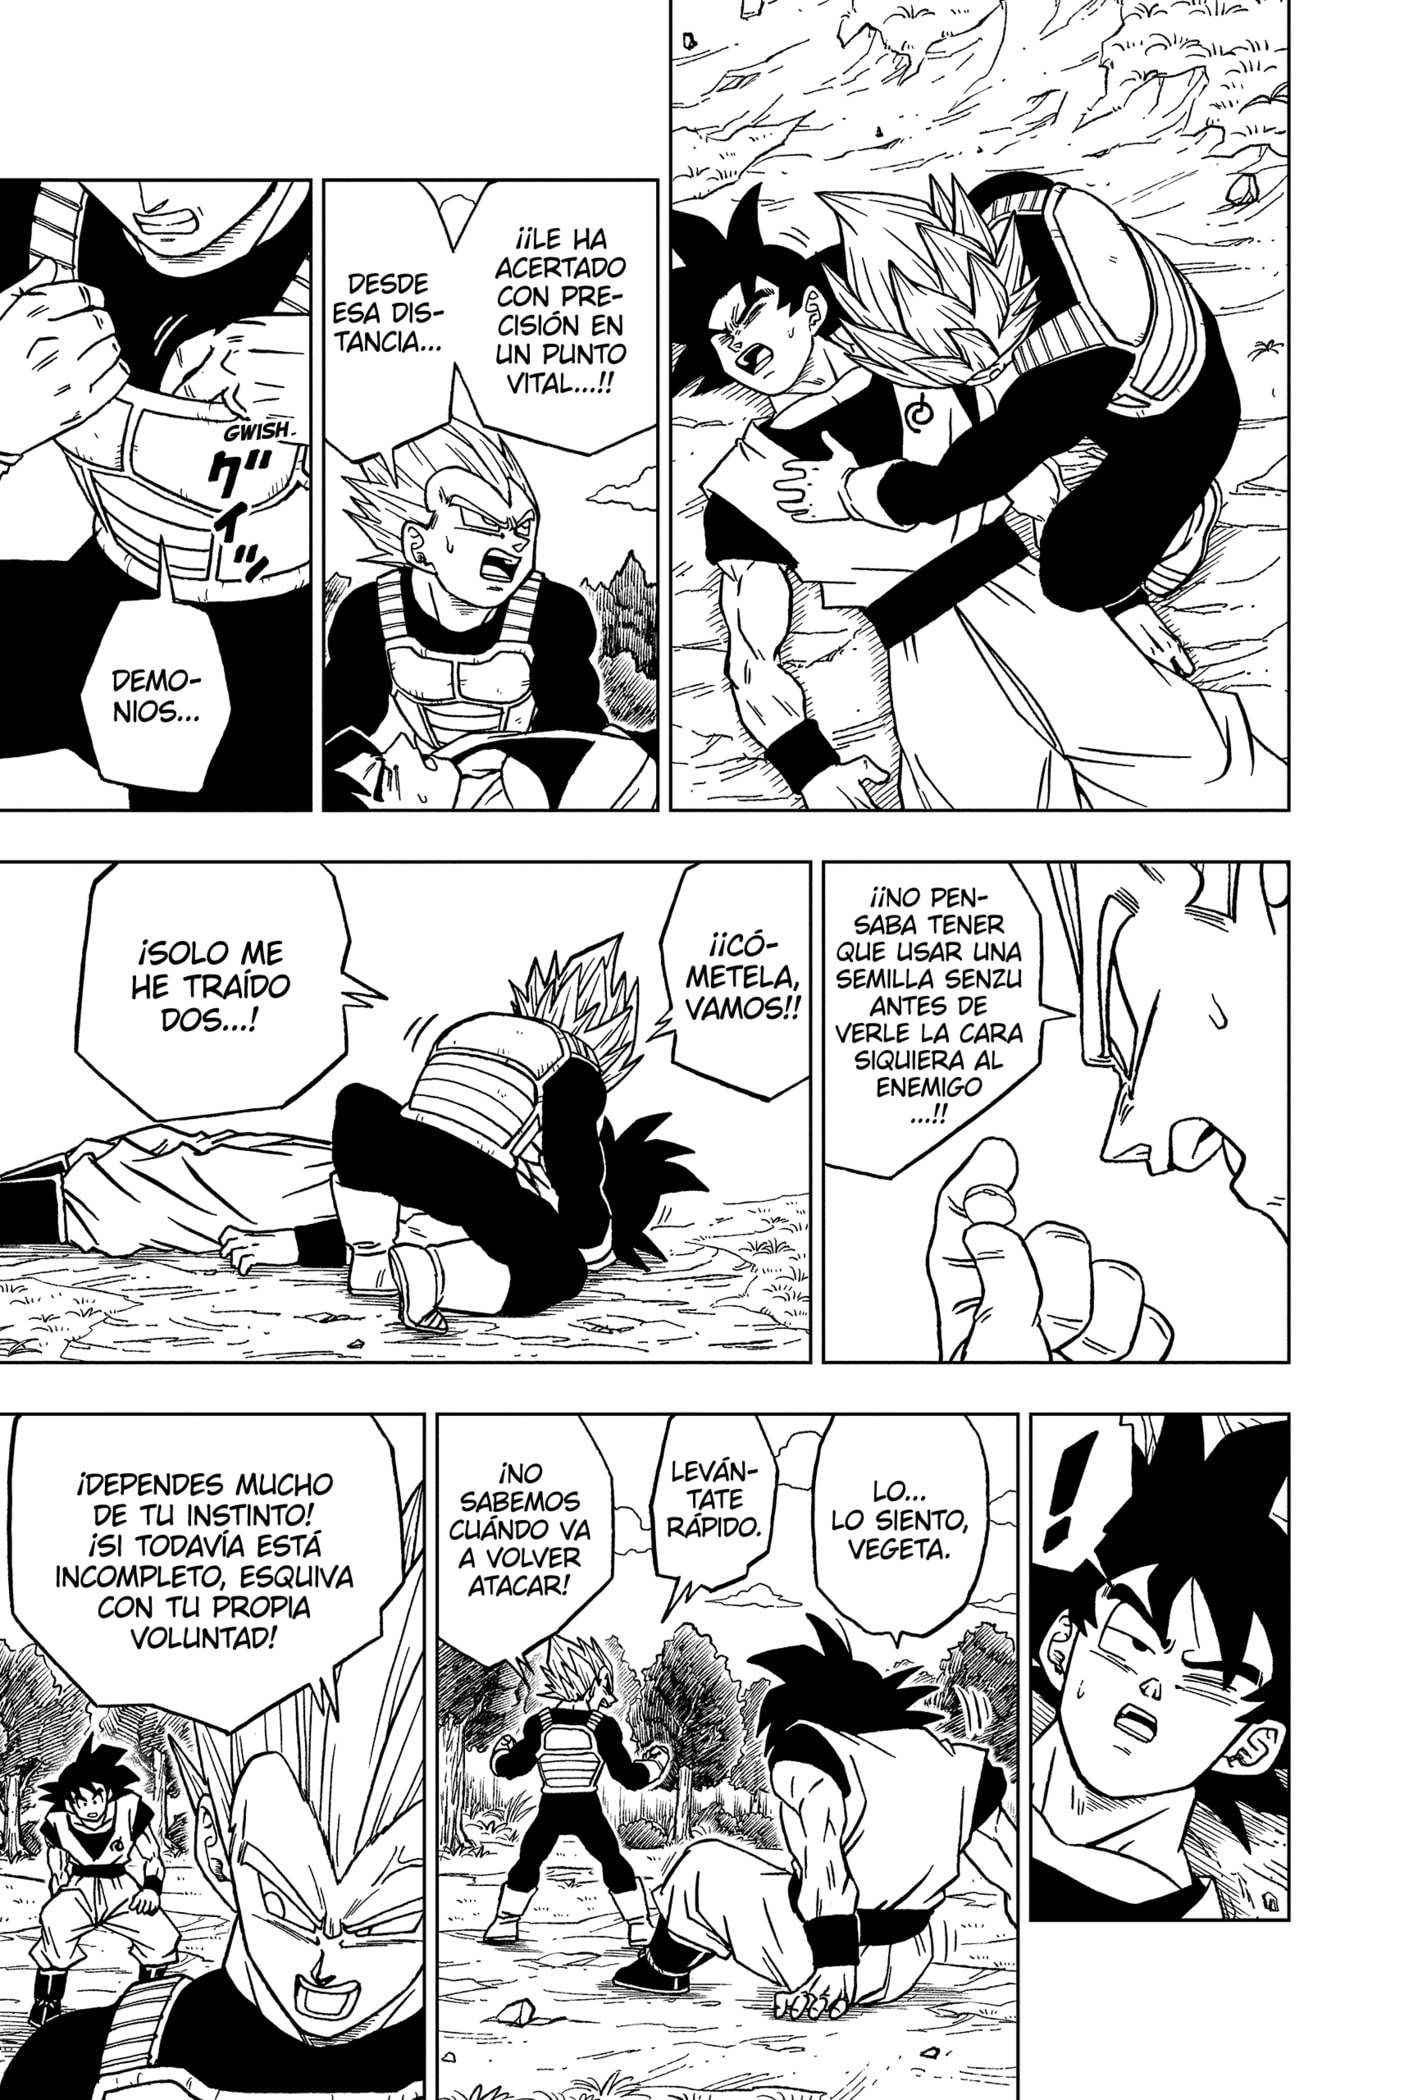 ¡¡LE HA
ACERTADO
CON PRE-
CISIÓN EN
UN PUNTO
VITAL...!!
DESDE
ESA DIS-
TANCIA...
GWISH
グイッ
DEMO-
NIOS...
¡¡NO PEN-
SABA TENER
QUE USAR UNA
SEMILLA SENZU
ANTES DE
VERLE LA CARA
SIQUIERA AL
ENEMIGO
...!!
¡¡CÓ-
METELA,
VAMOS!!
¡SOLO ME
HE TRAÍDO
DOS...!
!
LO...
LO SIENTO,
VEGETA.
LEVÁN-
TATE
RÁPIDO.
¡NO
SABEMOS
CUÁNDO VA
A VOLVER
ATACAR!
¡DEPENDES MUCHO
DE TU INSTINTO!
¡SI TODAVÍA ESTÁ
INCOMPLETO, ESQUIVA
CON TU PROPIA
VOLUNTAD!